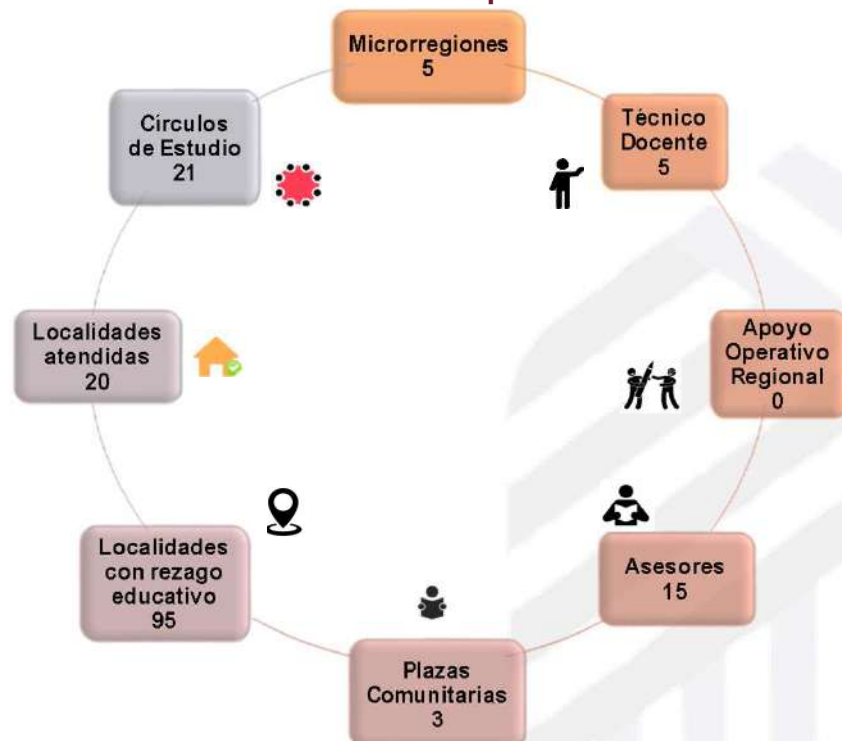 Microrregiones
5
Técnico
Docente
5
Apoyo
Operativo
Regional
0
Asesores
15
Plazas
Comunitarias
3
Localidades
con rezago
educativo
95
Localidades
atendidas
20
Círculos
de Estudio
21